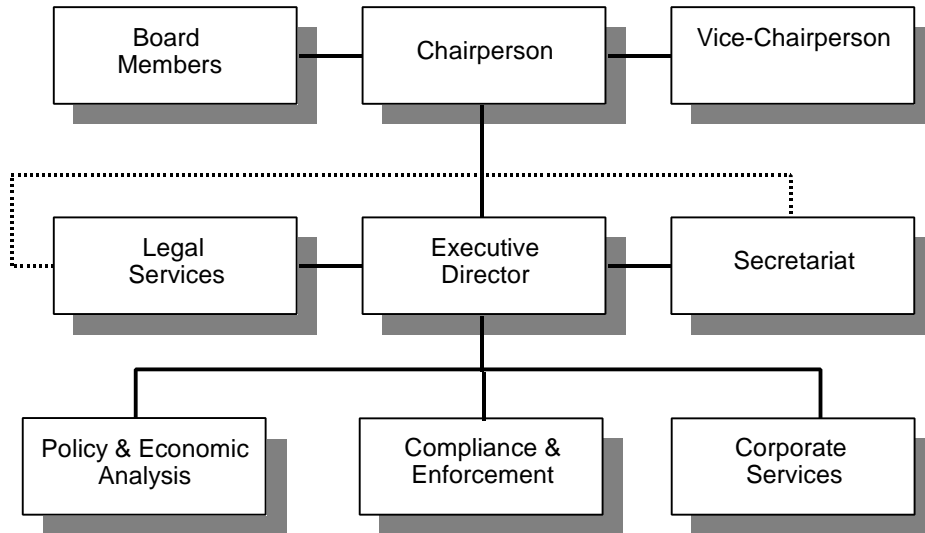 Board
Members
Chairperson
Vice-Chairperson
Legal
Services
Executive
Director
Secretariat
Policy & Economic
Analysis
Compliance &
Enforcement
Corporate
Services